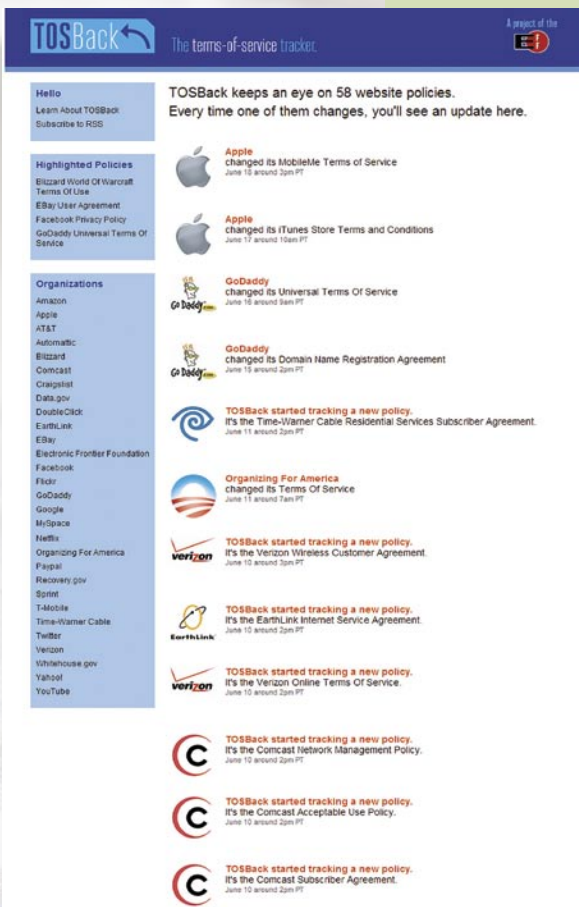 TOSBack
The terms-of-service tracker.
A project of the
EFF
Hello
Learn About TOSBack
Subscribe to RSS
Highlighted Policies
Blizzard World Of Warcraft
Terms Of Use
EBay User Agreement
Facebook Privacy Policy
GoDaddy Universal Terms Of
Service
Organizations
Amazon
Apple
AT&T
Automattic
Blizzard
Comcast
Craigslist
Data.gov
DoubleClick
EarthLink
EBay
Electronic Frontier Foundation
Facebook
Flickr
GoDaddy
Google
MySpace
Netflix
Organizing For America
Paypal
Recovery.gov
Sprint
T-Mobile
Time-Warner Cable
Twitter
Verizon
Whitehouse.gov
Yahoo!
YouTube
TOSBack keeps an eye on 58 website policies.
Every time one of them changes, you'll see an update here.
Apple
changed its MobileMe Terms of Service
June 18 around 3pm PT
Apple
changed its iTunes Store Terms and Conditions
June 17 around 10am PT
Go Daddy
GoDaddy
changed its Universal Terms Of Service
June 16 around 9am PT
Go Daddy
GoDaddy
changed its Domain Name Registration Agreement
June 15 around 2pm PT
TOSBack started tracking a new policy.
It's the Time-Warner Cable Residential Services Subscriber Agreement.
June 11 around 2pm PT
Organizing For America
changed its Terms Of Service
June 11 around 7am PT
verizon
TOSBack started tracking a new policy.
It's the Verizon Wireless Customer Agreement.
June 10 around 3pm PT
EarthLink
TOSBack started tracking a new policy.
It's the EarthLink Internet Service Agreement.
June 10 around 2pm PT
verizon
TOSBack started tracking a new policy.
It's the Verizon Online Terms Of Service.
June 10 around 2pm PT
C
TOSBack started tracking a new policy.
It's the Comcast Network Management Policy.
June 10 around 2pm PT
C
TOSBack started tracking a new policy.
It's the Comcast Acceptable Use Policy.
June 10 around 2pm PT
C
TOSBack started tracking a new policy.
It's the Comcast Subscriber Agreement.
June 10 around 2pm PT